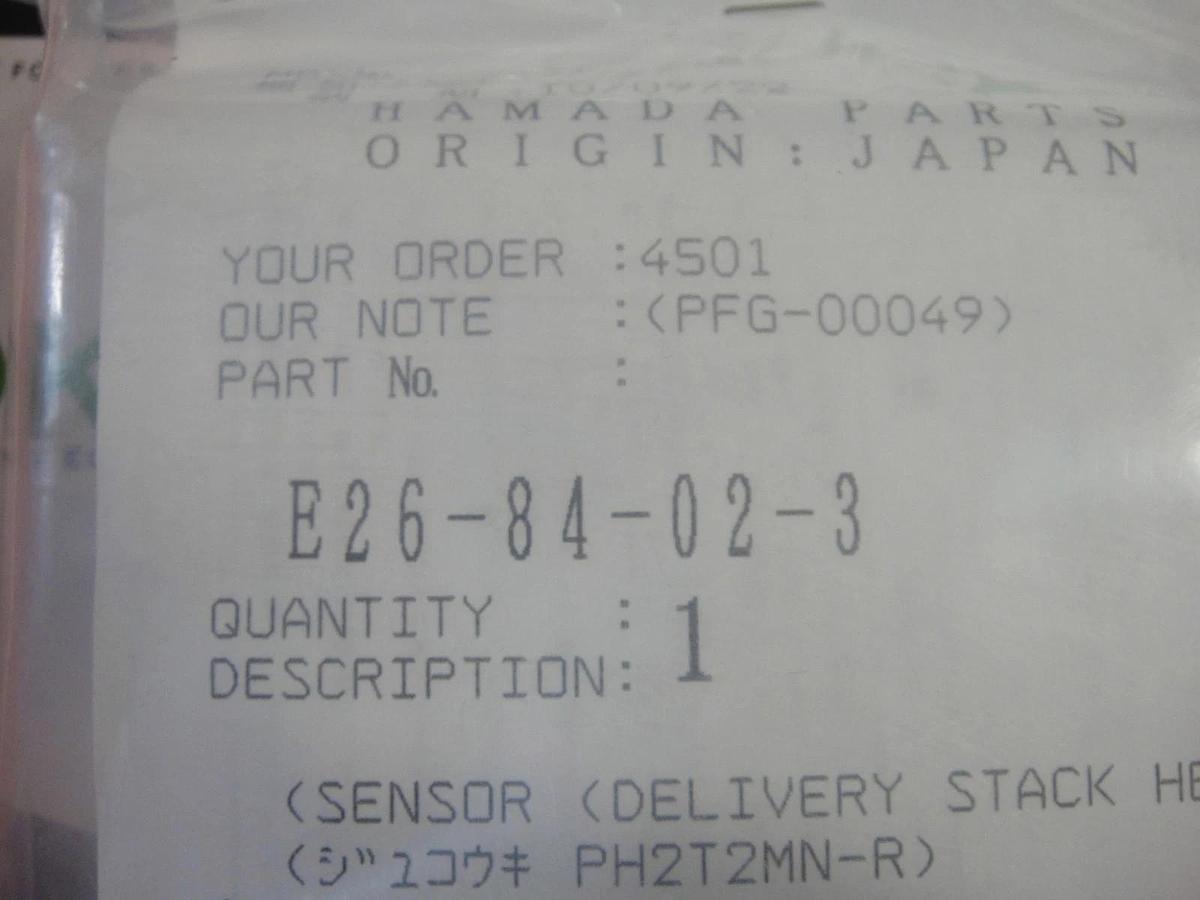 HAMADA PARTS
ORIGIN:JAPAN
YOUR ORDER :4501
OUR NOTE :(PFG-00049)
PART No. :
E26-84-02-3
QUANTITY : 1
DESCRIPTION:
(SENSOR (DELIVERY STACK HE
(ジュコウキ PH2T2MN-R)